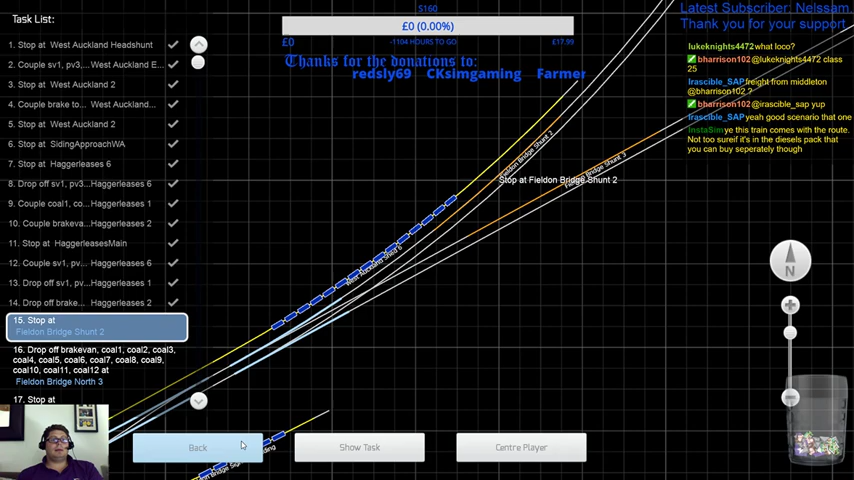 5160
Latest Subscriber: Nelssam.
Thank you for your support
Task List:
£0 (0.00%)
£0
-1104 HOURS TO GO
£17.99
Thanks for the donations to:
redsly69 CKsimgaming Farmer
lukeknights4472 what loco?
bharrison102 @lukeknights4472 class
25
Irascible_SAP freight from middleton
@bharrison102 ?
bharrison102 @irascible_sap yup
Irascible_SAP yeah good scenario that one
InstaSim ye this train comes with the route.
Not too sureif it's in the diesels pack that
you can buy seperately though
1. Stop at West Auckland Headshunt
2. Couple sv1, pv3,... West Auckland E...
3. Stop at West Auckland 2
4. Couple brake to... West Auckland...
5. Stop at West Auckland 2
6. Stop at SidingApproachWA
7. Stop at Haggerleases 6
8. Drop off sv1, pv3...Haggerleases 6
9. Couple coal1, co... Haggerleases 1
10. Couple brakeva... Haggerleases 2
11. Stop at HaggerleasesMain
12. Couple sv1, pv... Haggerleases 6
13. Drop off sv1, pv... Haggerleases 1
14. Drop off brake... Haggerleases 2
15. Stop at
Fieldon Bridge Shunt 2
16. Drop off brakevan, coal1, coal2, coal3,
coal4, coal5, coal6, coal7, coal8, coal9,
coal10, coal11, coal12 at
Fieldon Bridge North 3
17. Stop at
Fieldon Bridge Shunt 2
Stop at Fieldon Bridge Shunt 2
Fieldon Bridge Shunt 3
N
Back
Show Task
Centre Player